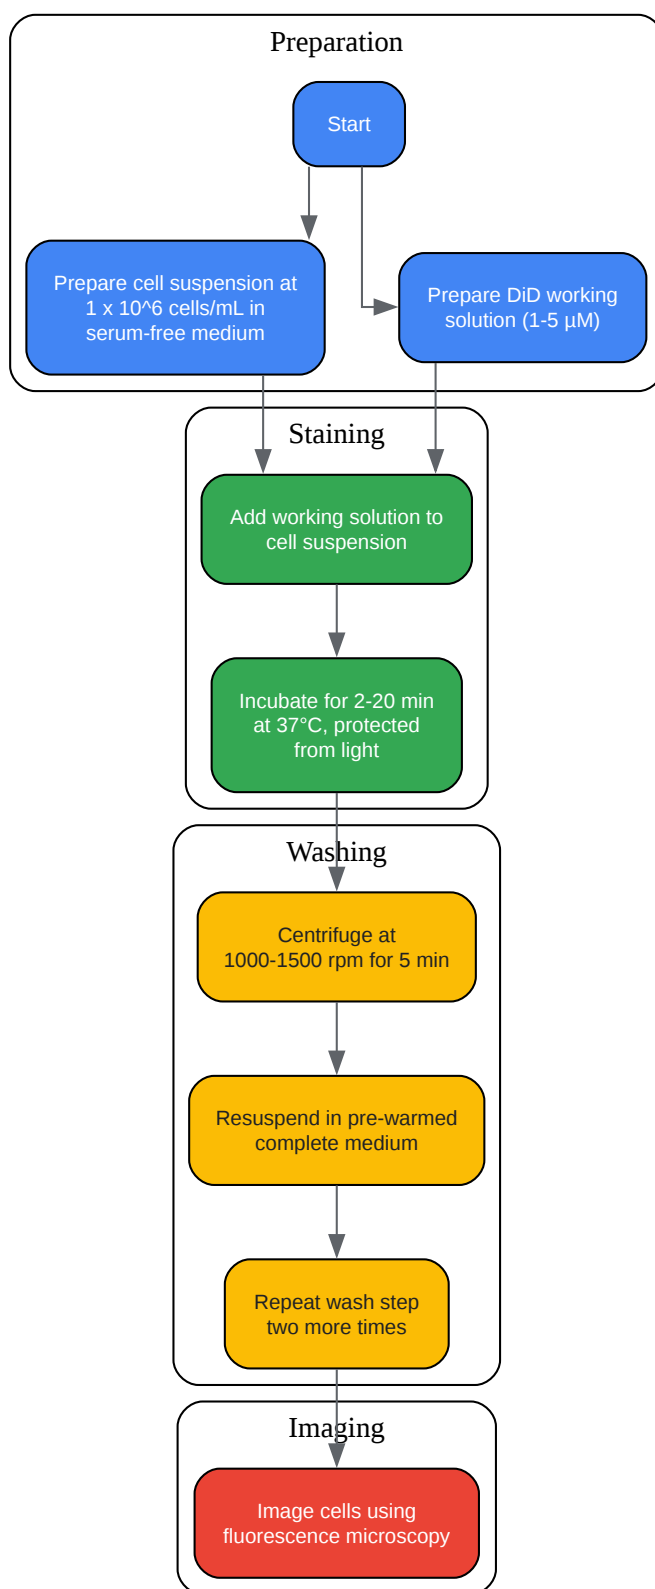 Preparation
Start
Prepare cell suspension at
1 x 10^6 cells/mL in
serum-free medium
Prepare DiD working
solution (1-5 µM)
Staining
Add working solution to
cell suspension
Incubate for 2-20 min
at 37°C, protected
from light
Washing
Centrifuge at
1000-1500 rpm for 5 min
Resuspend in pre-warmed
complete medium
Repeat wash step
two more times
Imaging
Image cells using
fluorescence microscopy